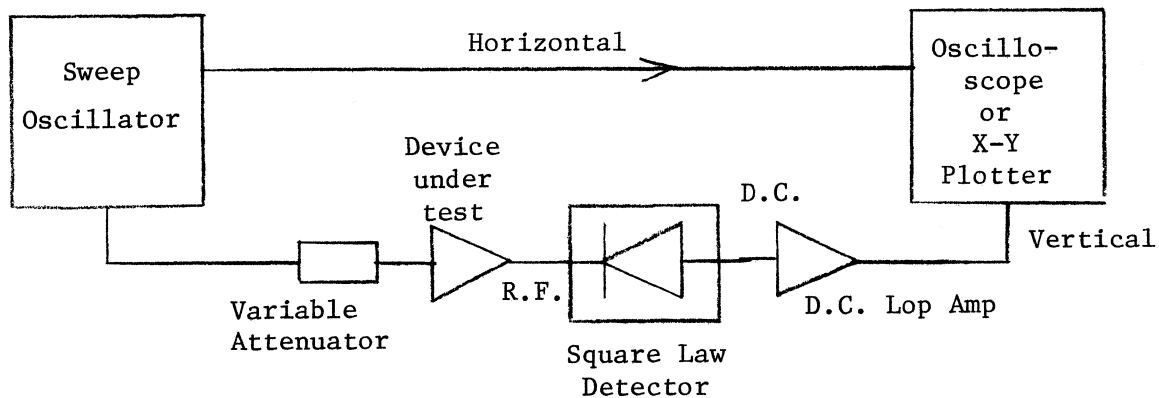 Sweep
Oscillator
Horizontal
Oscillo-
scope
or
X-Y
Plotter
Device
under
test
D.C.
Vertical
R.F.
Variable
Attenuator
D.C. Lop Amp
Square Law
Detector